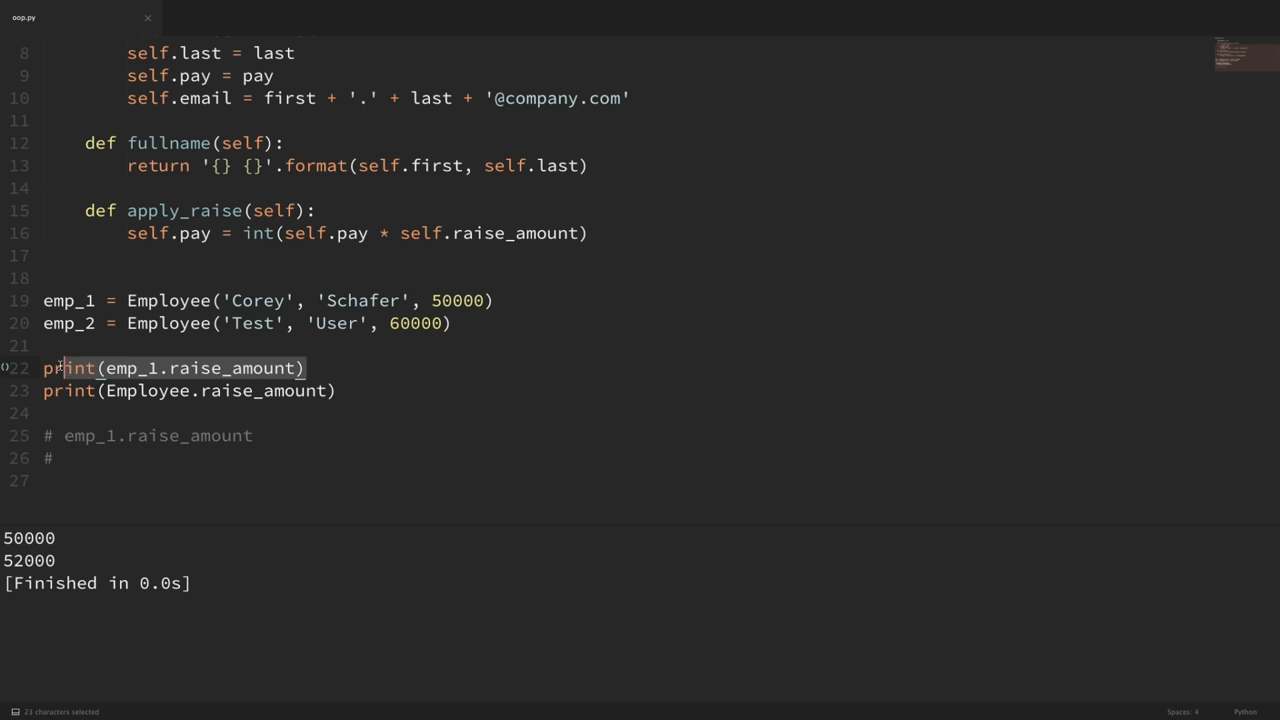 oop.py ×
8 self.last = last
9 self.pay = pay
10 self.email = first + '.' + last + '@company.com'
11
12 def fullname(self):
13 return '{} {}'.format(self.first, self.last)
14
15 def apply_raise(self):
16 self.pay = int(self.pay * self.raise_amount)
17
18
19 emp_1 = Employee('Corey', 'Schafer', 50000)
20 emp_2 = Employee('Test', 'User', 60000)
21
()22 print(emp_1.raise_amount)
23 print(Employee.raise_amount)
24
25 # emp_1.raise_amount
26 #
27
50000
52000
[Finished in 0.0s]
23 characters selected Spaces: 4 Python